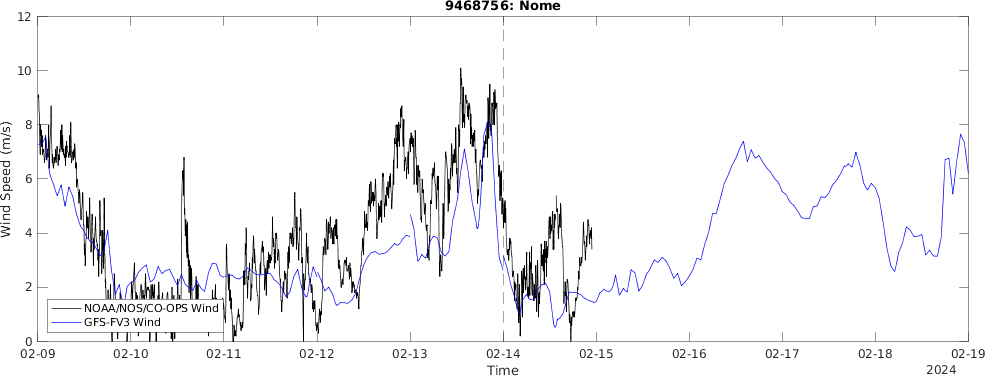 9468756: Nome
12
10
8
6
4
2
0
Wind Speed (m/s)
NOAA/NOS/CO-OPS Wind
GFS-FV3 Wind
02-09 02-10 02-11 02-12 02-13 02-14 02-15 02-16 02-17 02-18 02-19
Time
2024